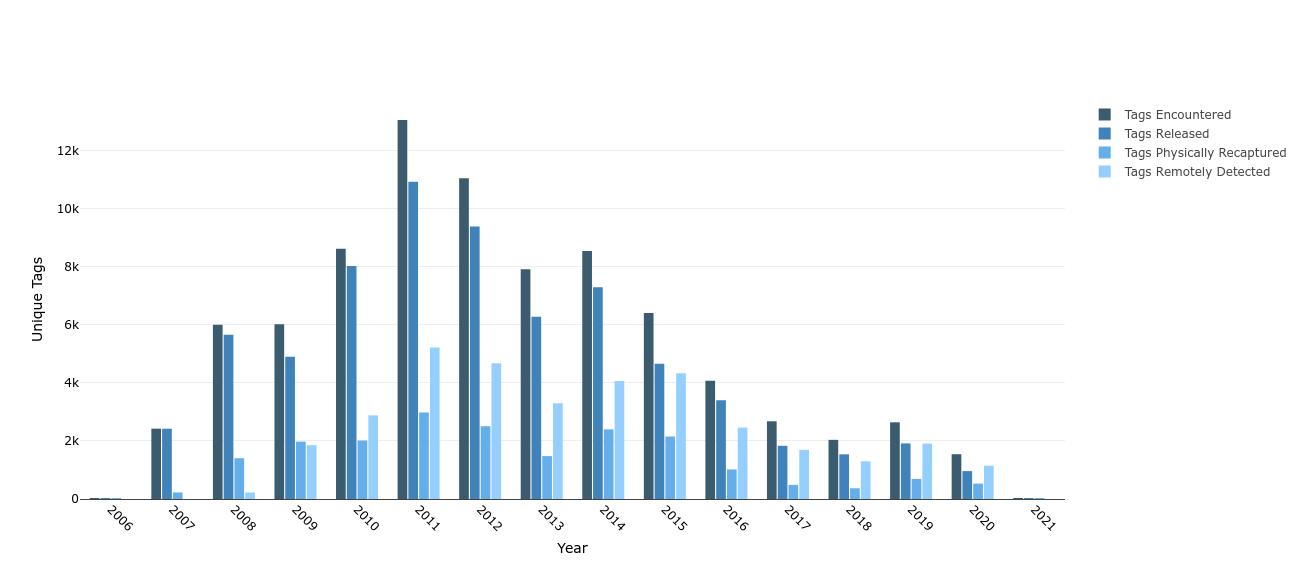 Tags Encountered
Tags Released
Tags Physically Recaptured
Tags Remotely Detected
12k
10k
8k
6k
4k
2k
0
Unique Tags
2006 2007 2008 2009 2010 2011 2012 2013 2014 2015 2016 2017 2018 2019 2020 2021
Year